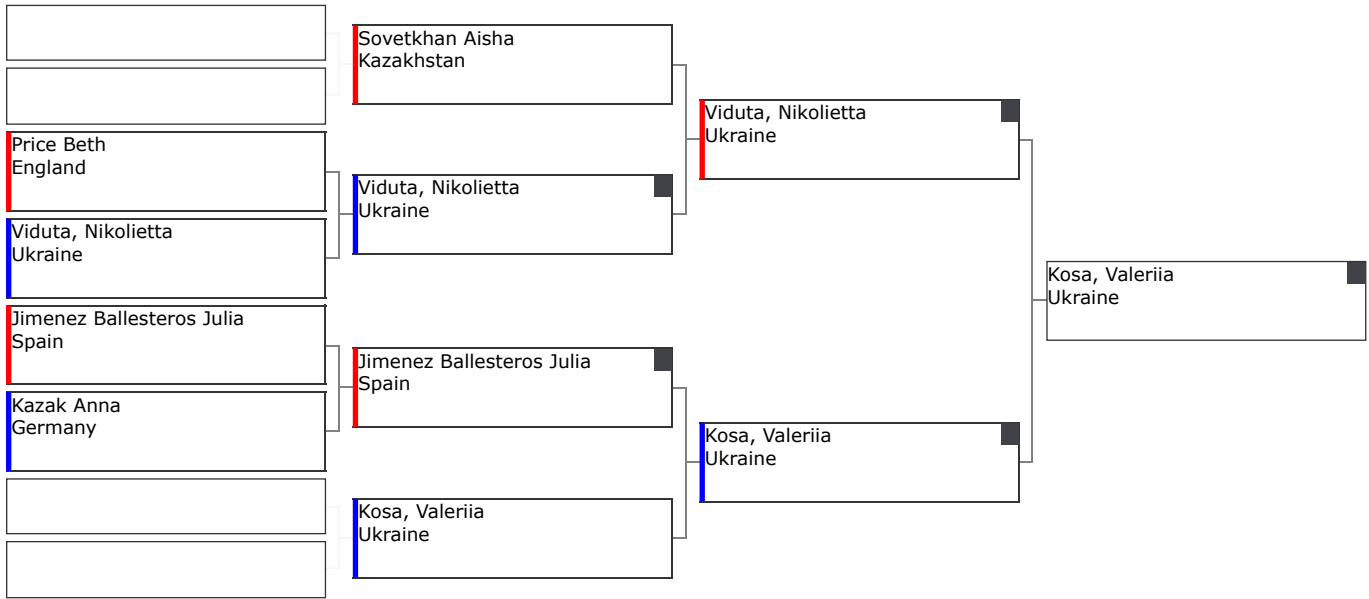 Price Beth
England
Viduta, Nikolietta
Ukraine
Jimenez Ballesteros Julia
Spain
Kazak Anna
Germany
Sovetkhan Aisha
Kazakhstan
Viduta, Nikolietta
Ukraine
Jimenez Ballesteros Julia
Spain
Kosa, Valeriia
Ukraine
Viduta, Nikolietta
Ukraine
Kosa, Valeriia
Ukraine
Kosa, Valeriia
Ukraine